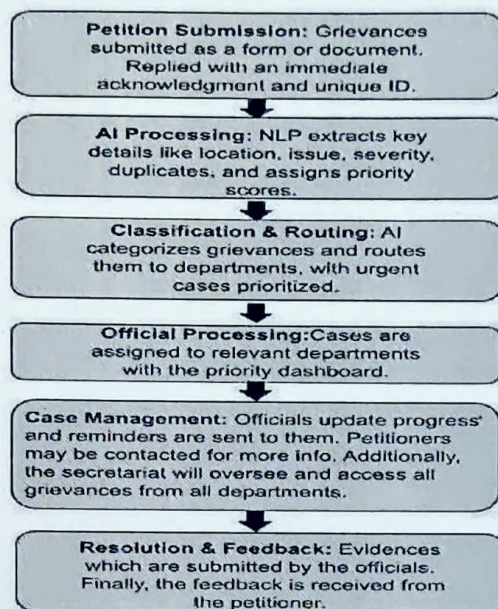 Petition Submission: Grievances
submitted as a form or document.
Replied with an immediate
acknowledgment and unique ID.
AI Processing: NLP extracts key
details like location, issue, severity,
duplicates, and assigns priority
scores.
Classification & Routing: AI
categorizes grievances and routes
them to departments, with urgent
cases prioritized.
Official Processing:Cases are
assigned to relevant departments
with the priority dashboard.
Case Management: Officials update progress
and reminders are sent to them. Petitioners
may be contacted for more info. Additionally,
the secretariat will oversee and access all
grievances from all departments.
Resolution & Feedback: Evidences
which are submitted by the officials.
Finally, the feedback is received from
the petitioner.